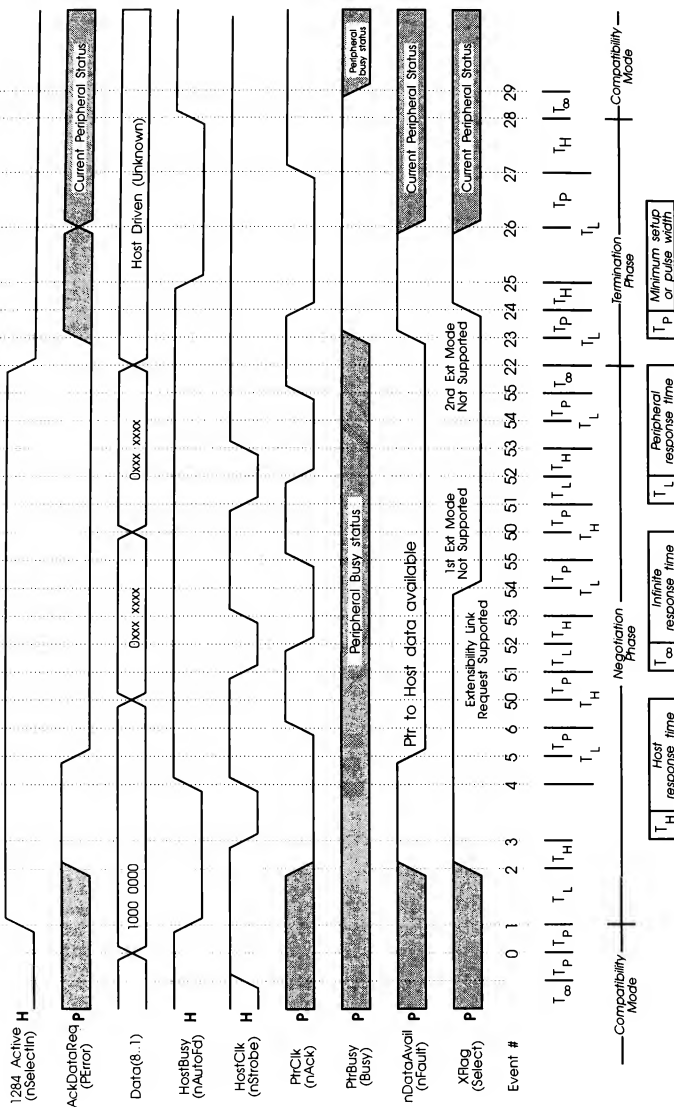 1284 Active
(nSelectIn)
H
AckDataReq
(PError)
P
Current Peripheral Status
Data(8..1)
1000 0000
0xxx xxxx
0xxx xxxx
Host Driven (Unknown)
HostBusy
(nAutoFd)
H
HostClk
(nStrobe)
H
PtrClk
(nAck)
P
PtrBusy
(Busy)
P
Peripheral Busy status
Peripheral
busy status
nDataAvail
(nFault)
P
Ptr to Host data available
Current Peripheral Status
XFlag
(Select)
P
Extensibility Link
Request Supported
1st Ext Mode
Not Supported
2nd Ext Mode
Not Supported
Current Peripheral Status
Event # 0 1 2 3 4 5 6 50 51 52 53 54 55 50 51 52 53 54 55 22 23 24 25 26 27 28 29
T∞ TP TP TL TH TL TP TH TP TL TH TL TP TH TP TL TH TL TP T∞ TL TP TH TL TP TH T∞
Compatibility
Mode
Negotiation
Phase
Termination
Phase
Compatibility
Mode
TH Host
response time
T∞ Infinite
response time
TL Peripheral
response time
TP Minimum setup
or pulse width